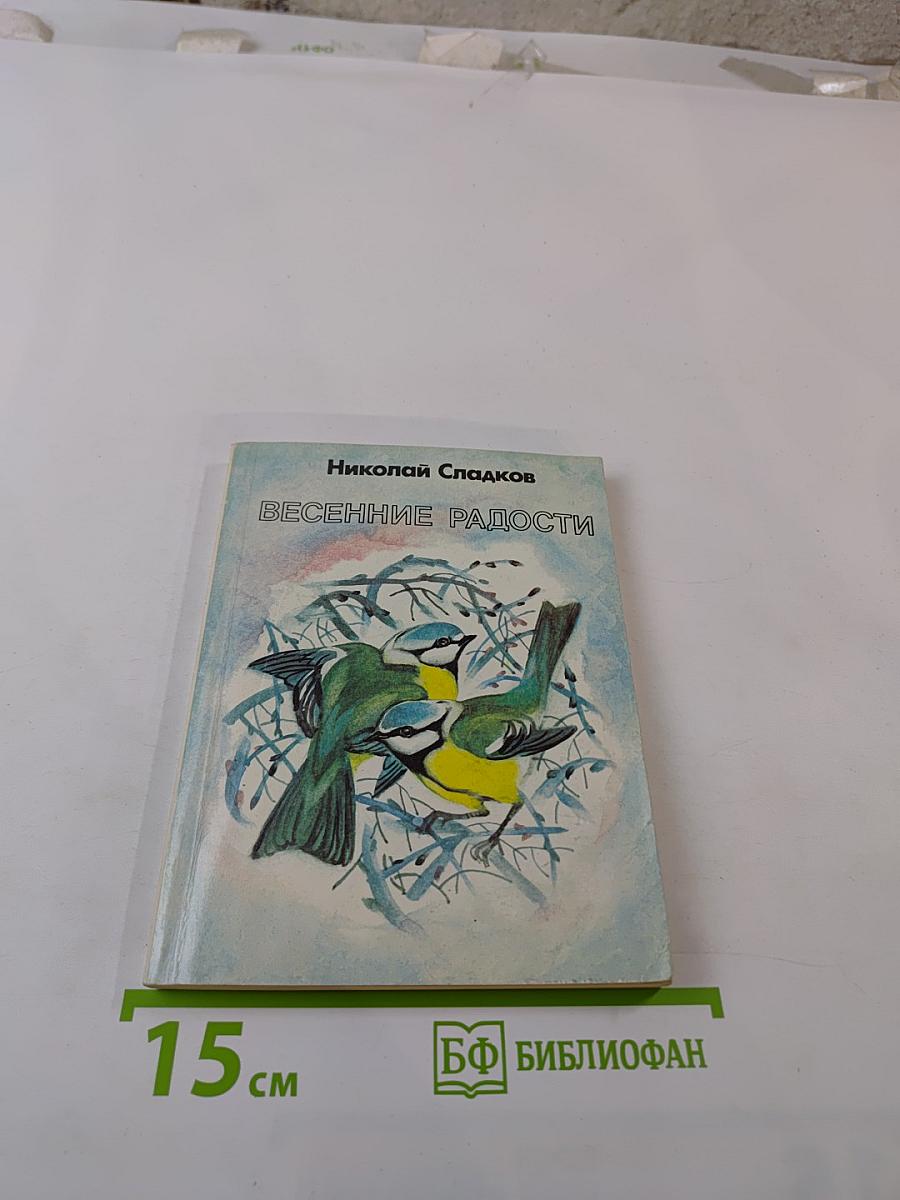 Николай Сладков
ВЕСЕННИЕ РАДОСТИ
15 см
БФ БИБЛИОФАН